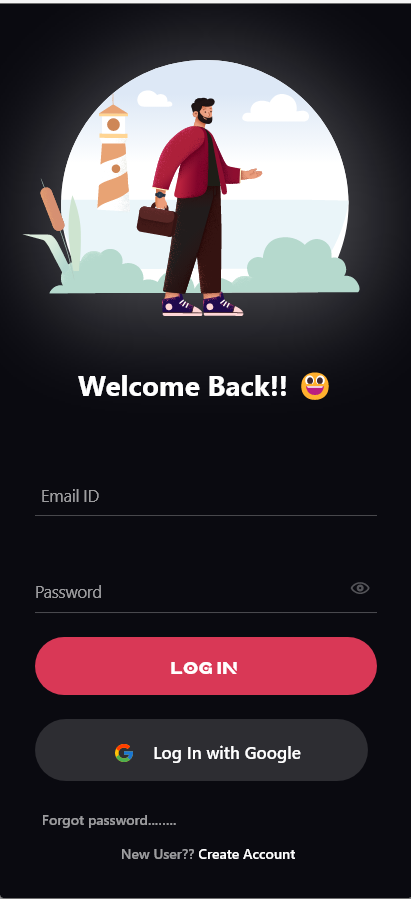 Welcome Back!!
Email ID
Password
LOG IN
Log In with Google
Forgot password........
New User?? Create Account